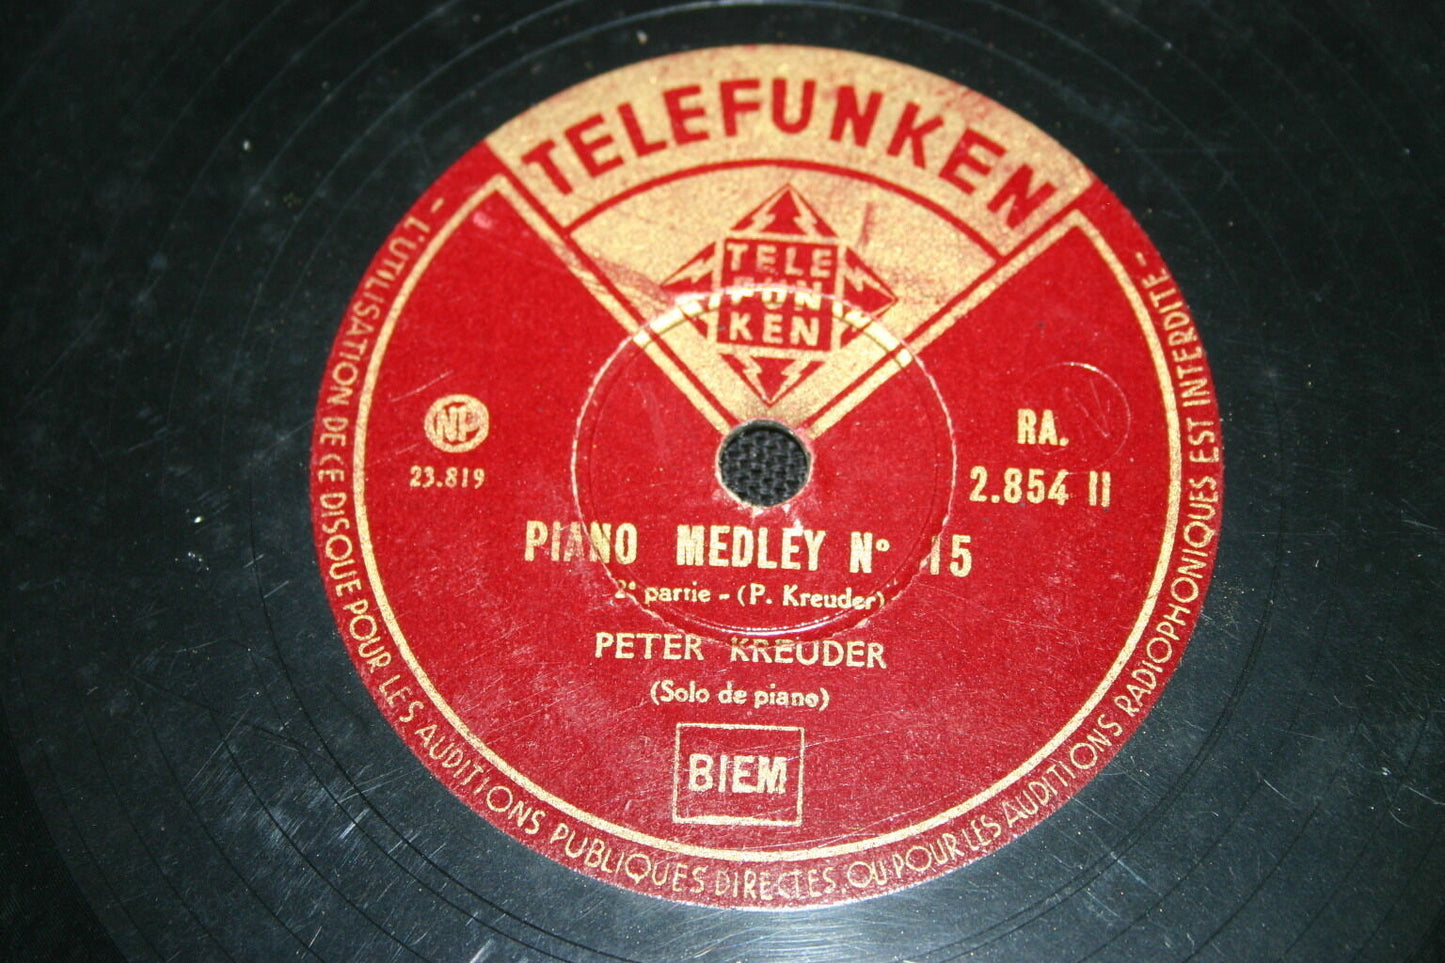 TELEFUNKEN
TELE
FUN
KEN
NP
23.819
RA.
2.854 II
PIANO MEDLEY N° 15
2e partie - (P. Kreuder)
PETER KREUDER
(Solo de piano)
BIEM
- L'UTILISATION DE CE DISQUE POUR LES AUDITIONS PUBLIQUES DIRECTES OU POUR LES AUDITIONS RADIOPHONIQUES EST INTERDITE -